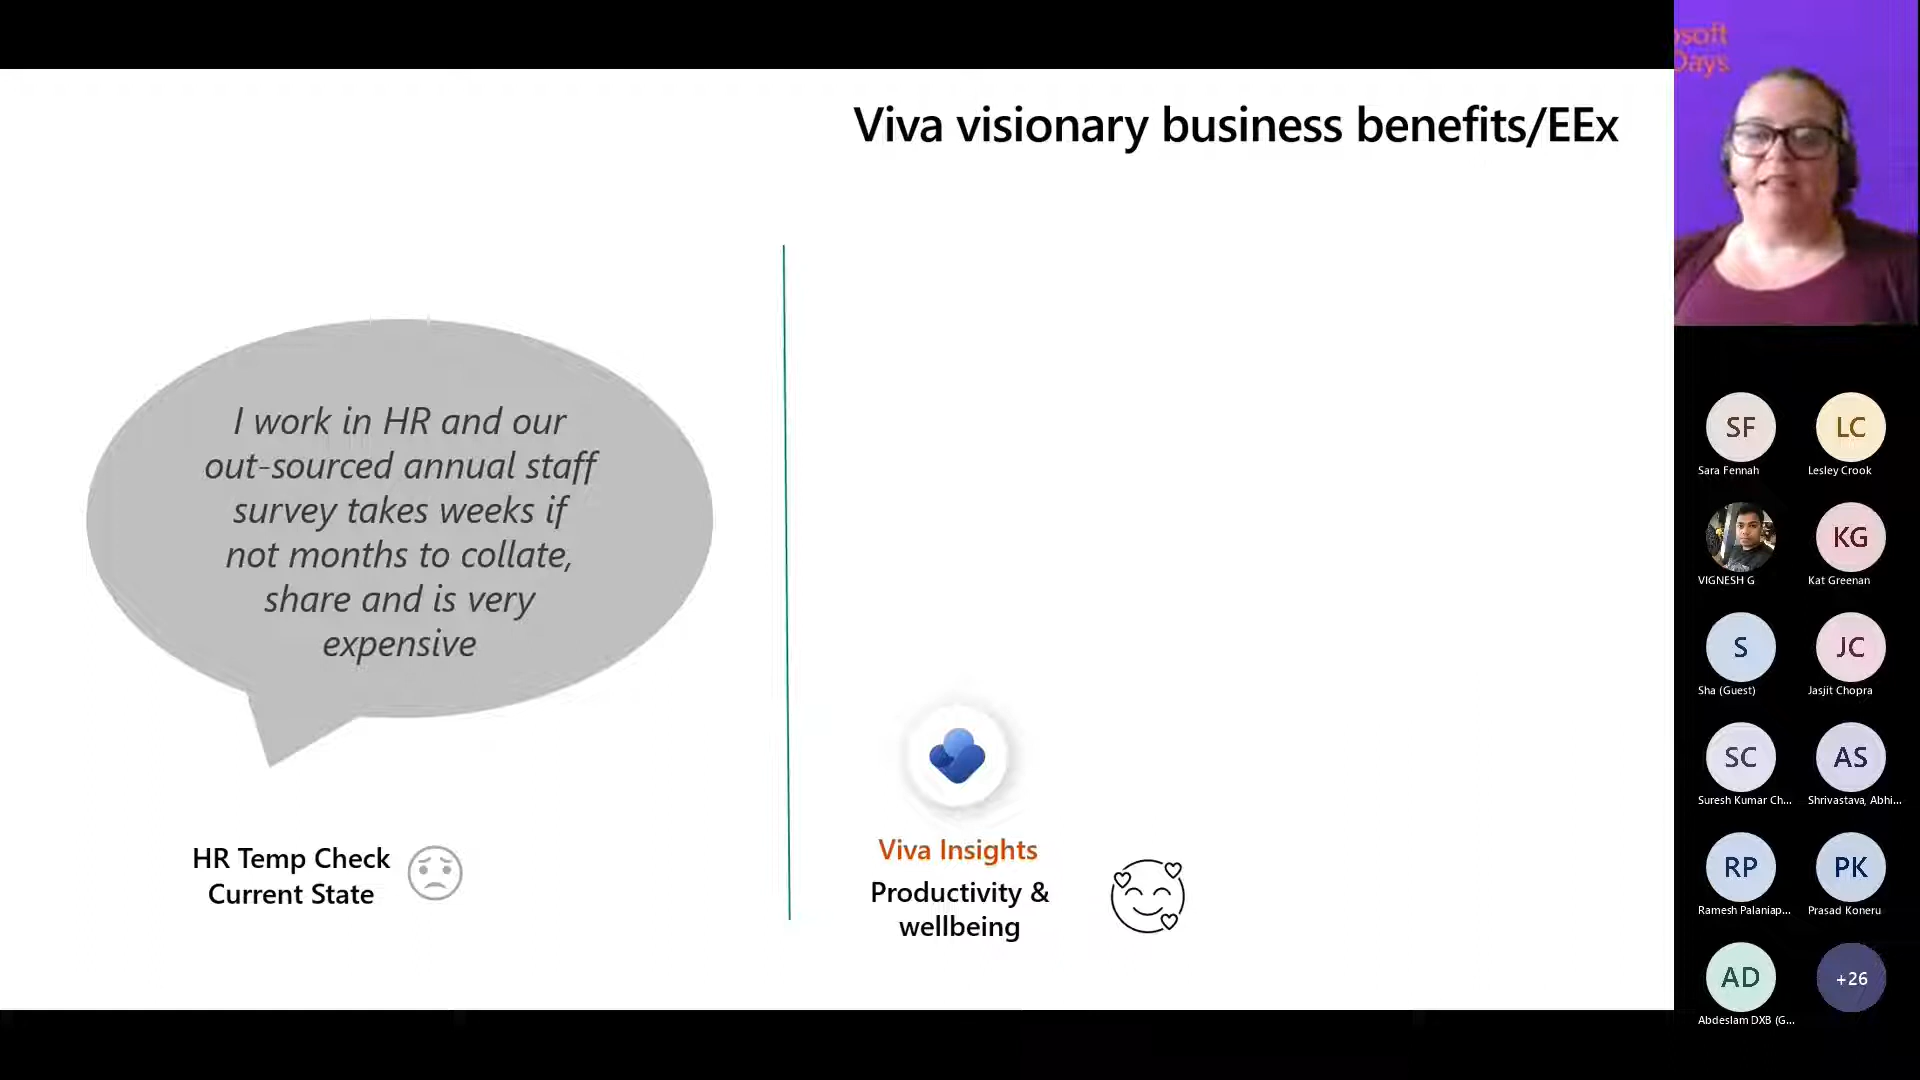 Viva visionary business benefits/EEx
I work in HR and our
out-sourced annual staff
survey takes weeks if
not months to collate,
share and is very
expensive
HR Temp Check
Current State
Viva Insights
Productivity &
wellbeing
osoft
Days
SF
Sara Fennah
LC
Lesley Crook
VIGNESH G
KG
Kat Greenan
S
Sha (Guest)
JC
Jasjit Chopra
SC
Suresh Kumar Ch...
AS
Shrivastava, Abhi...
RP
Ramesh Palaniap...
PK
Prasad Koneru
AD
Abdeslam DXB (G...
+26